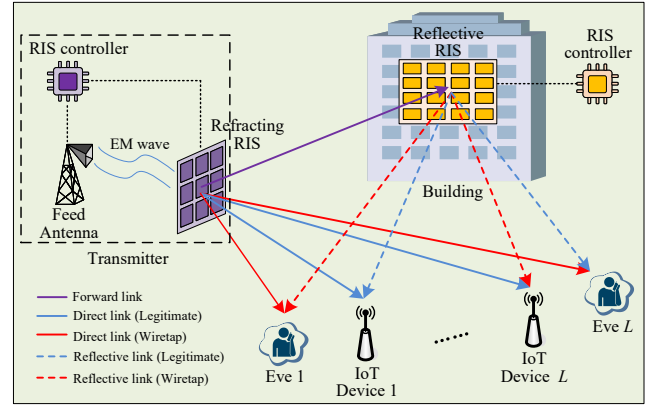 RIS controller
Reflective
RIS
RIS
controller
EM wave
Refracting
RIS
Feed
Antenna
Transmitter
Building
Forward link
Direct link (Legitimate)
Direct link (Wiretap)
Reflective link (Legitimate)
Reflective link (Wiretap)
Eve 1
IoT
Device 1
......
IoT
Device L
Eve L